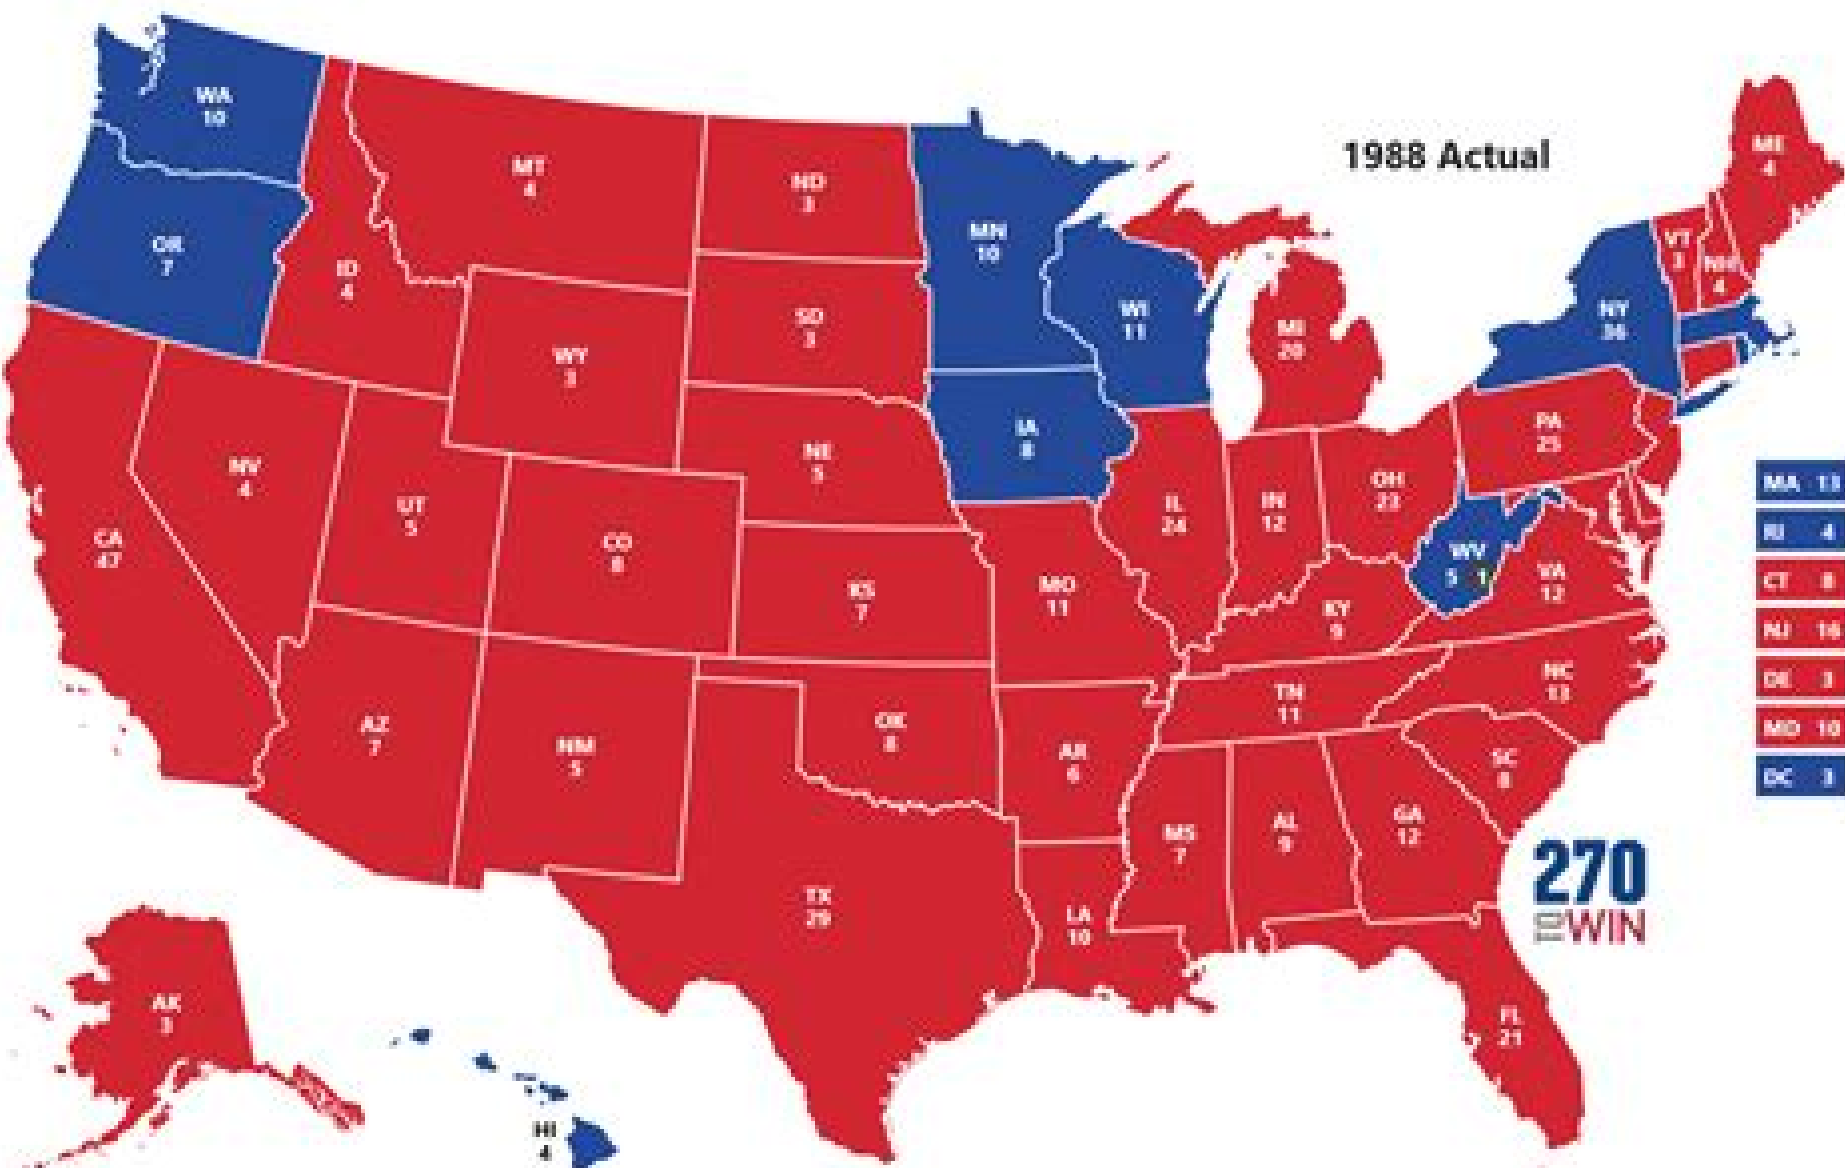 1988 Actual
WA
10
OR
7
CA
47
ID
4
NV
4
MT
4
WY
3
UT
5
AZ
7
CO
8
NM
5
ND
3
SD
3
NE
5
KS
7
OK
8
TX
29
MN
10
IA
8
MO
11
AR
6
LA
10
WI
11
IL
24
MI
20
IN
12
OH
23
KY
9
TN
11
MS
7
AL
9
GA
12
FL
21
SC
8
NC
13
VA
12
WV
5 1
PA
25
NY
36
VT
3
NH
4
ME
4
MA 13
RI 4
CT 8
NJ 16
DE 3
MD 10
DC 3
AK
3
HI
4
270
TO WIN